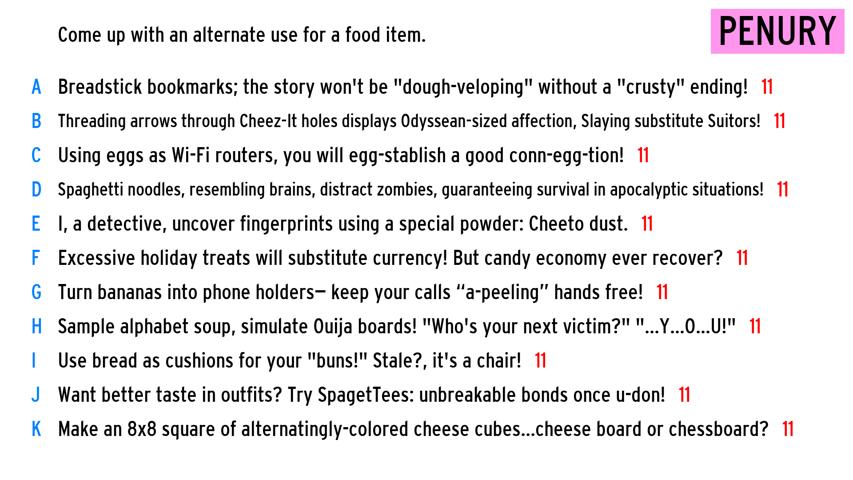 Come up with an alternate use for a food item.
PENURY
A Breadstick bookmarks; the story won't be "dough-veloping" without a "crusty" ending! 11
B Threading arrows through Cheez-It holes displays Odyssean-sized affection, Slaying substitute Suitors! 11
C Using eggs as Wi-Fi routers, you will egg-stablish a good conn-egg-tion! 11
D Spaghetti noodles, resembling brains, distract zombies, guaranteeing survival in apocalyptic situations! 11
E I, a detective, uncover fingerprints using a special powder: Cheeto dust. 11
F Excessive holiday treats will substitute currency! But candy economy ever recover? 11
G Turn bananas into phone holders— keep your calls “a-peeling” hands free! 11
H Sample alphabet soup, simulate Ouija boards! "Who's your next victim?" "...Y...O...U!" 11
I Use bread as cushions for your "buns!" Stale?, it's a chair! 11
J Want better taste in outfits? Try SpagetTees: unbreakable bonds once u-don! 11
K Make an 8x8 square of alternatingly-colored cheese cubes...cheese board or chessboard? 11